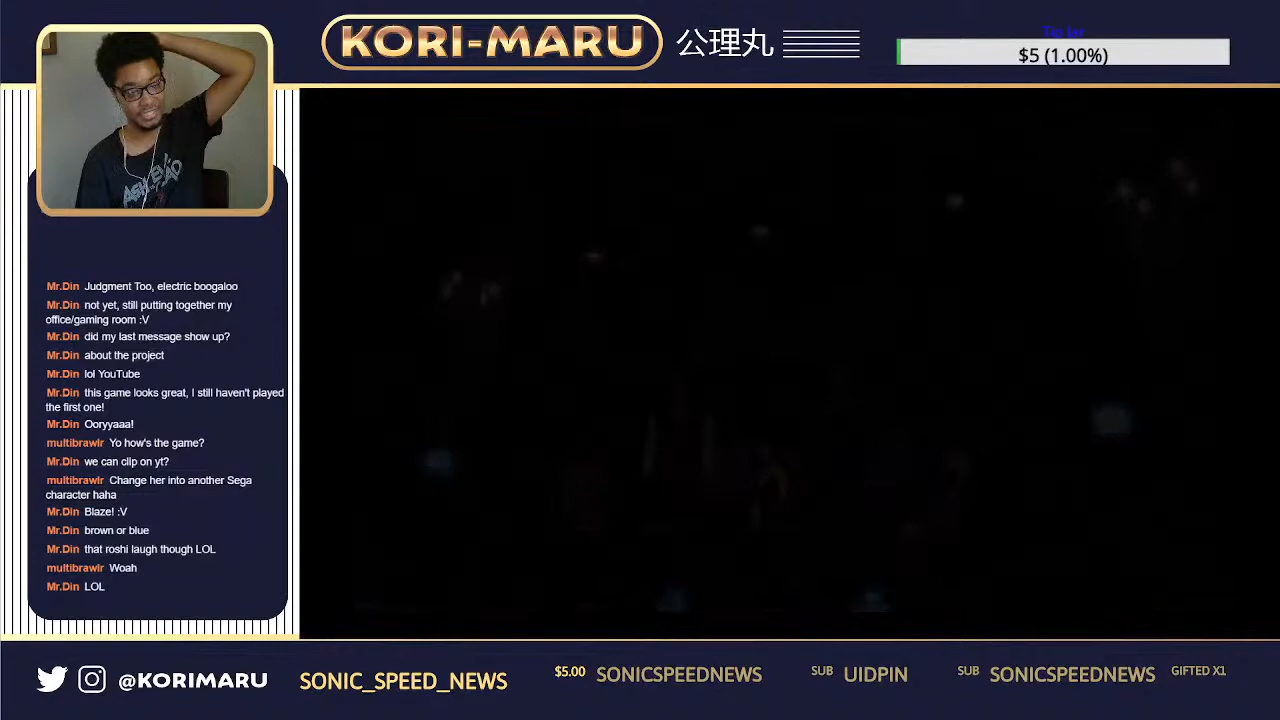 KORI-MARU
公理丸
Tip Jar
$5 (1.00%)
Mr.Din Judgment Too, electric boogaloo
Mr.Din not yet, still putting together my
office/gaming room :V
Mr.Din did my last message show up?
Mr.Din about the project
Mr.Din lol YouTube
Mr.Din this game looks great, I still haven't played
the first one!
Mr.Din Ooryyaaa!
multibrawlr Yo how's the game?
Mr.Din we can clip on yt?
multibrawlr Change her into another Sega
character haha
Mr.Din Blaze! :V
Mr.Din brown or blue
Mr.Din that roshi laugh though LOL
multibrawlr Woah
Mr.Din LOL
@KORIMARU
SONIC_SPEED_NEWS
$5.00 SONICSPEEDNEWS
SUB UIDPIN
SUB SONICSPEEDNEWS GIFTED X1